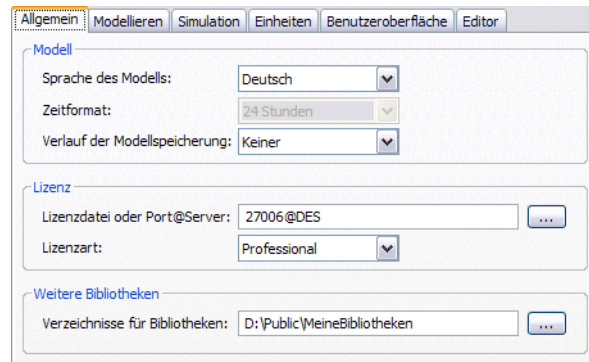 Allgemein Modellieren Simulation Einheiten Benutzeroberfläche Editor
Modell
Sprache des Modells: Deutsch
Zeitformat: 24 Stunden
Verlauf der Modellspeicherung: Keiner
Lizenz
Lizenzdatei oder Port@Server: 27006@DES ...
Lizenzart: Professional
Weitere Bibliotheken
Verzeichnisse für Bibliotheken: D:\Public\MeineBibliotheken ...